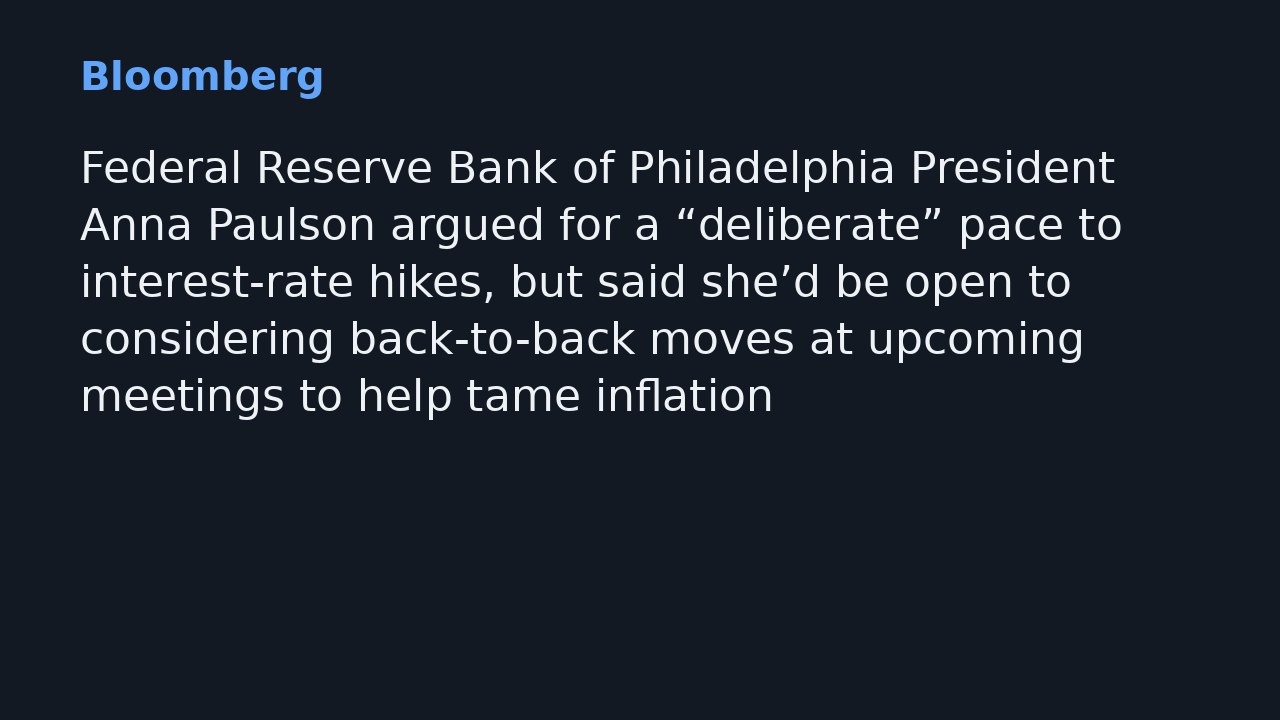 Bloomberg
Federal Reserve Bank of Philadelphia President
Anna Paulson argued for a “deliberate” pace to
interest-rate hikes, but said she’d be open to
considering back-to-back moves at upcoming
meetings to help tame inflation